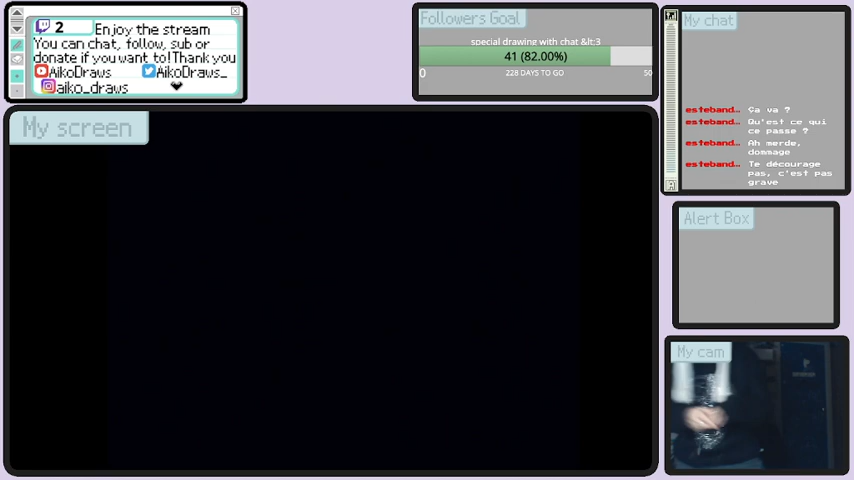 2 Enjoy the stream
You can chat, follow, sub or
donate if you want to!Thank you
AikoDraws AikoDraws_
aiko_draws
Followers Goal
special drawing with chat &lt;3
41 (82.00%)
0 228 DAYS TO GO 50
My chat
esteband… Ça va ?
esteband… Qu'est ce qui
ce passe ?
esteband… Ah merde,
dommage
esteband… Te décourage
pas, c'est pas
grave
My screen
Alert Box
My cam